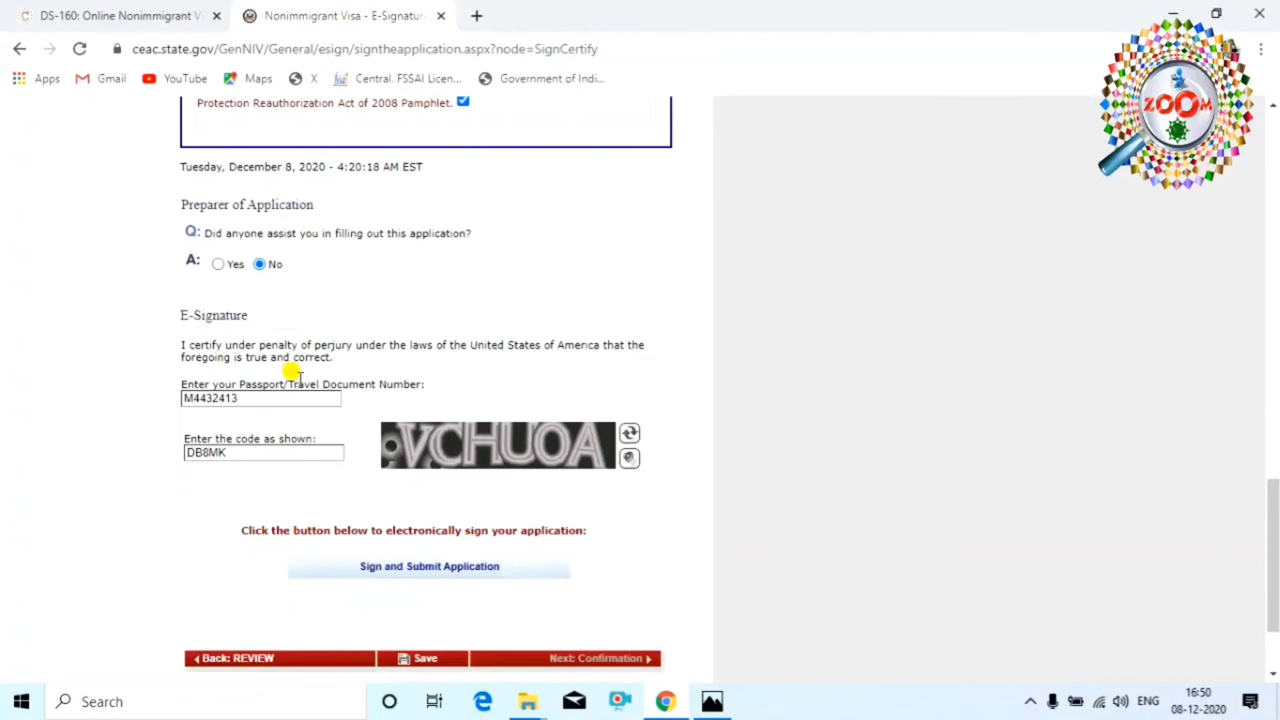 DS-160: Online Nonimmigrant V
Nonimmigrant Visa - E-Signature
ceac.state.gov/GenNIV/General/esign/signtheapplication.aspx?node=SignCertify
Apps Gmail YouTube Maps X Central. FSSAI Licen... Government of Indi...
ZOOM
Protection Reauthorization Act of 2008 Pamphlet.
Tuesday, December 8, 2020 - 4:20:18 AM EST
Preparer of Application
Q: Did anyone assist you in filling out this application?
A: Yes No
E-Signature
I certify under penalty of perjury under the laws of the United States of America that the
foregoing is true and correct.
Enter your Passport/Travel Document Number:
M4432413
Enter the code as shown:
DB8MK
VCHUOA
Click the button below to electronically sign your application:
Sign and Submit Application
Back: REVIEW Save Next: Confirmation
Search
ENG
16:50
08-12-2020